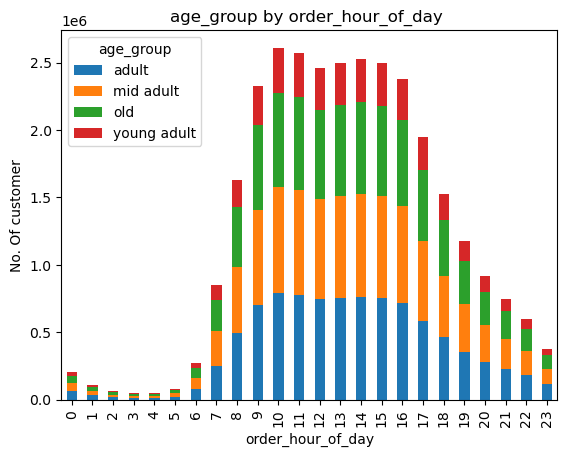 age_group by order_hour_of_day
1e6
age_group
adult
mid adult
old
young adult
2.5
2.0
1.5
1.0
0.5
0.0
No. Of customer
0 1 2 3 4 5 6 7 8 9 10 11 12 13 14 15 16 17 18 19 20 21 22 23
order_hour_of_day